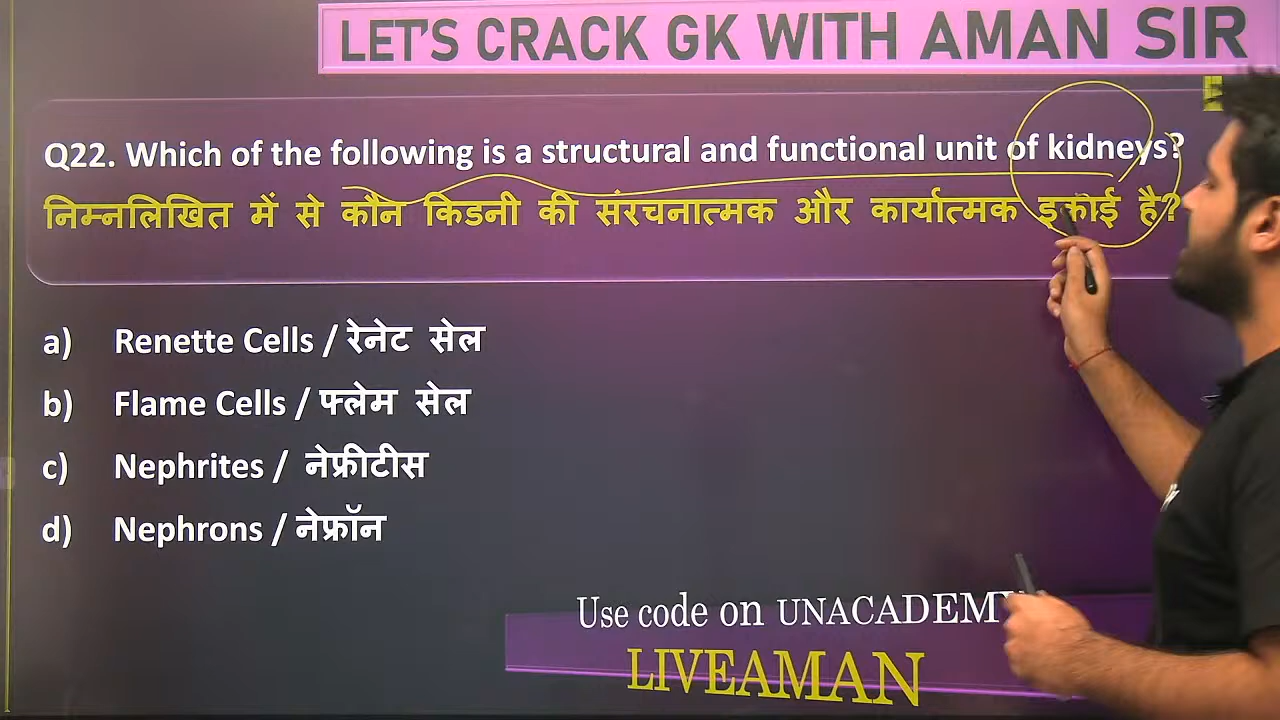 LET'S CRACK GK WITH AMAN SIR
Q22. Which of the following is a structural and functional unit of kidneys?
निम्नलिखित में से कौन किडनी की संरचनात्मक और कार्यात्मक इकाई है?
a) Renette Cells / रेनेट सेल
b) Flame Cells / फ्लेम सेल
c) Nephrites / नेफ्रीटीस
d) Nephrons / नेफ्रॉन
Use code on UNACADEMY
LIVEAMAN